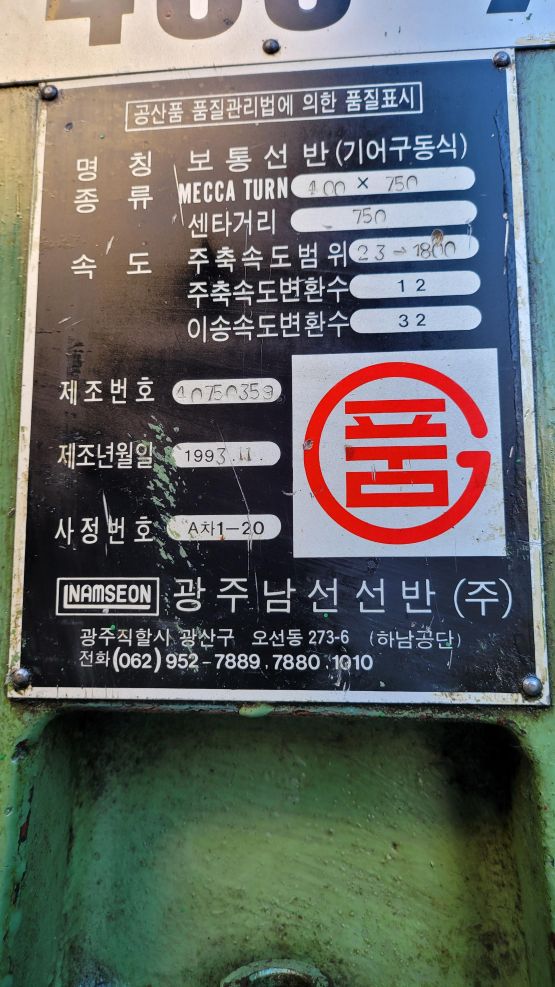 공산품 품질관리법에 의한 품질표시
명 칭 보통선반(기어구동식)
종 류 MECCA TURN 400 × 750
센타거리 750
속 도 주축속도범위 23-1800
주축속도변환수 12
이송속도변환수 32
제조번호 40750359
품
제조년월일 1993.11.
사정번호 A차1-20
NAMSEON 광주남선선반(주)
광주직할시 광산구 오선동 273-6 (하남공단)
전화(062)952-7889.7880.1010